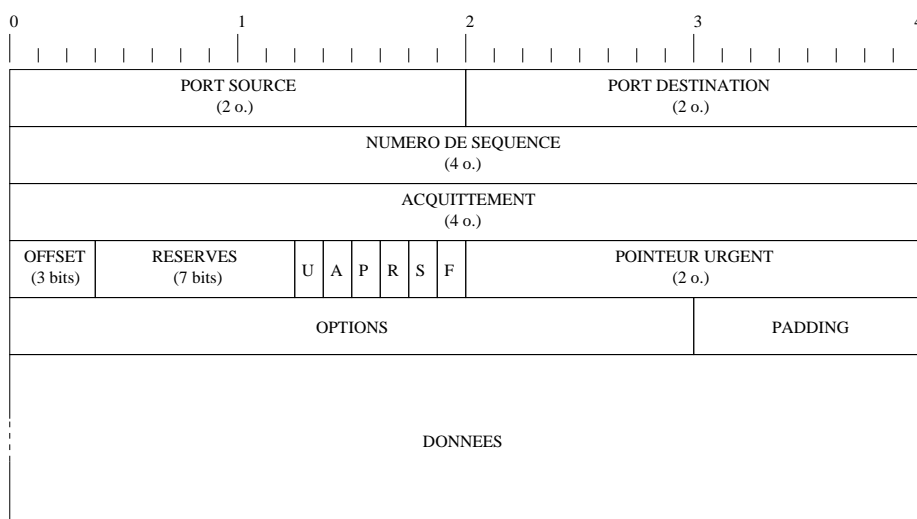 0 1 2 3 4
PORT SOURCE PORT DESTINATION
(2 o.) (2 o.)
NUMERO DE SEQUENCE
(4 o.)
ACQUITTEMENT
(4 o.)
OFFSET RESERVES U A P R S F POINTEUR URGENT
(3 bits) (7 bits) (2 o.)
OPTIONS PADDING
DONNEES